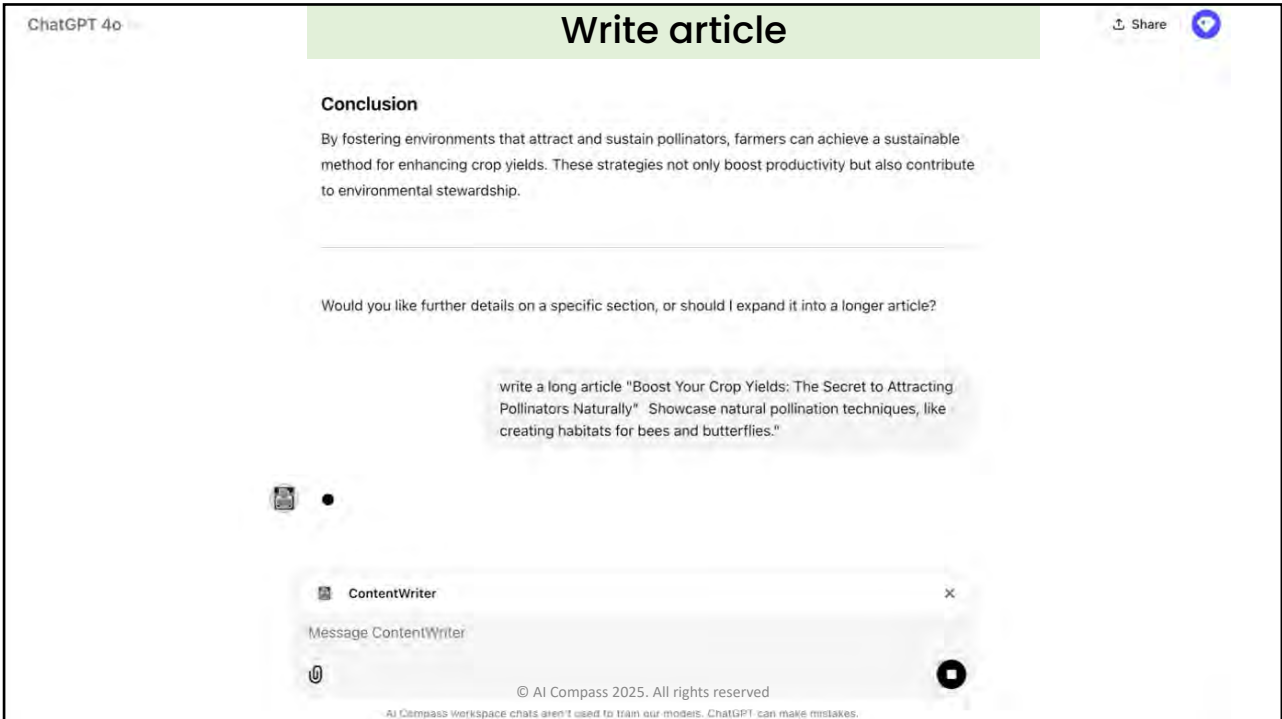 ChatGPT 4o
Write article
Share
Conclusion
By fostering environments that attract and sustain pollinators, farmers can achieve a sustainable
method for enhancing crop yields. These strategies not only boost productivity but also contribute
to environmental stewardship.
Would you like further details on a specific section, or should I expand it into a longer article?
write a long article "Boost Your Crop Yields: The Secret to Attracting
Pollinators Naturally"  Showcase natural pollination techniques, like
creating habitats for bees and butterflies."
ContentWriter
Message ContentWriter
© AI Compass 2025. All rights reserved
AI Compass workspace chats aren't used to train our models. ChatGPT can make mistakes.